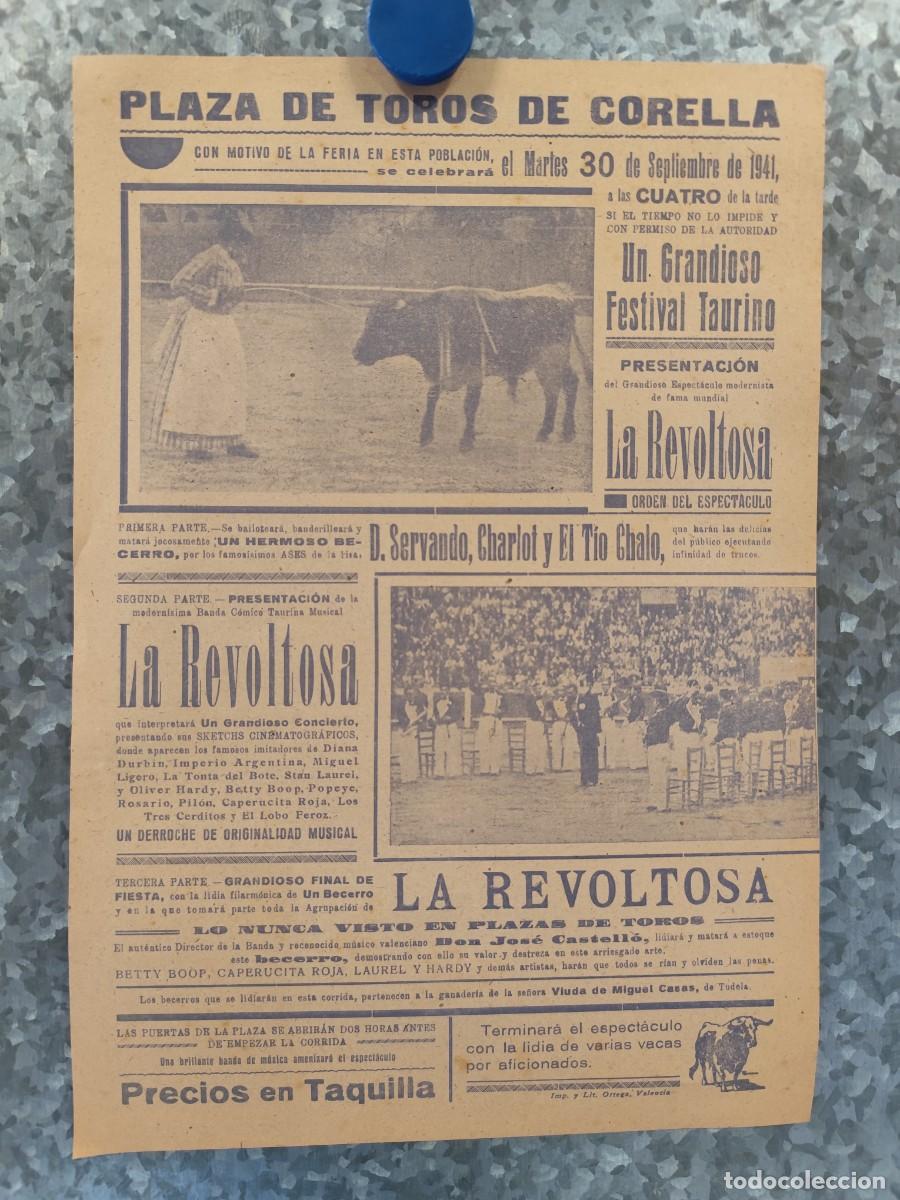 PLAZA DE TOROS DE CORELLA
CON MOTIVO DE LA FERIA EN ESTA POBLACIÓN,
se celebrará el Martes 30 de Septiembre de 1941,
a las CUATRO de la tarde
SI EL TIEMPO NO LO IMPIDE Y
CON PERMISO DE LA AUTORIDAD
Un Grandioso
Festival Taurino
PRESENTACIÓN
del Grandioso Espectáculo modernista
de fama mundial
La Revoltosa
ORDEN DEL ESPECTÁCULO
PRIMERA PARTE.—Se bailoteará, banderilleará y
matará jocosamente UN HERMOSO BE-
CERRO, por los famosísimos ASES de la risa,
D. Servando, Charlot y El Tío Chalo,
que harán las delicias
del público ejecutando
infinidad de trucos.
SEGUNDA PARTE.—PRESENTACIÓN de la
modernísima Banda Cómico Taurina Musical
La Revoltosa
que interpretará Un Grandioso Concierto,
presentando sus SKETCHS CINEMATOGRÁFICOS,
donde aparecen los famosos imitadores de Diana
Durbin, Imperio Argentina, Miguel
Ligero, La Tonta del Bote, Stan Laurel,
y Oliver Hardy, Betty Boop, Popeye,
Rosario, Pilón, Caperucita Roja, Los
Tres Cerditos y El Lobo Feroz.
UN DERROCHE DE ORIGINALIDAD MUSICAL
TERCERA PARTE.—GRANDIOSO FINAL DE
FIESTA, con la lidia filarmónica de Un Becerro
y en la que tomará parte toda la Agrupación de
LA REVOLTOSA
LO NUNCA VISTO EN PLAZAS DE TOROS
El auténtico Director de la Banda y reconocido músico valenciano Don José Castelló, lidiará y matará a estoque
este becerro, demostrando con ello su valor y destreza en este arriesgado arte.
BETTY BOOP, CAPERUCITA ROJA, LAUREL Y HARDY y demás artistas, harán que todos se rían y olviden las penas.
Los becerros que se lidiarán en esta corrida, pertenecen a la ganadería de la señora Viuda de Miguel Casas, de Tudela.
LAS PUERTAS DE LA PLAZA SE ABRIRÁN DOS HORAS ANTES
DE EMPEZAR LA CORRIDA
Una brillante banda de música amenizará el espectáculo
Precios en Taquilla
Terminará el espectáculo
con la lidia de varias vacas
por aficionados.
Imp. y Lit. Ortega, Valencia
todocoleccion